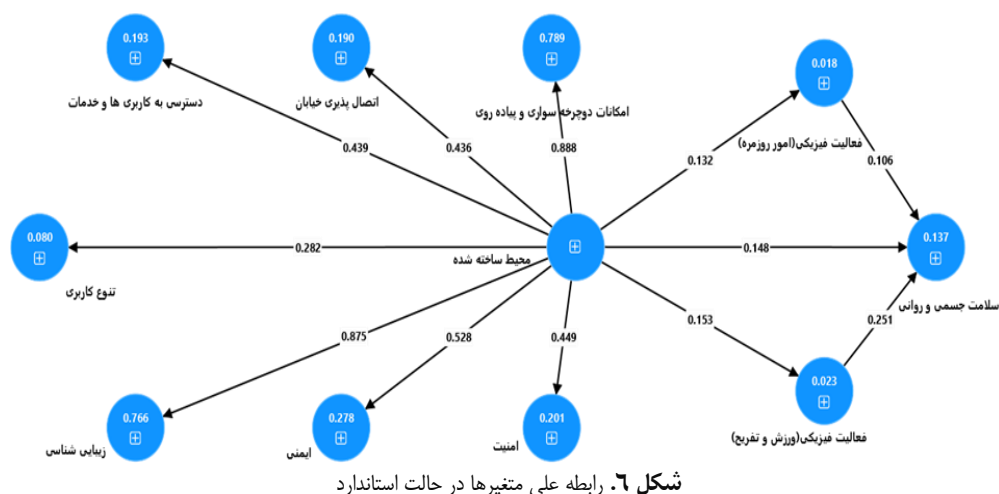 0.193
0.190
0.789
0.018
دسترسی به کاربری ها و خدمات
اتصال پذیری خیابان
امکانات دوچرخه سواری و پیاده روی
فعالیت فیزیکی(امور روزمره)
0.439
0.436
0.888
0.132
0.106
0.080
0.282
محیط ساخته شده
0.148
0.137
تنوع کاربری
سلامت جسمی و روانی
0.875
0.528
0.449
0.153
0.251
0.766
0.278
0.201
0.023
زیبایی شناسی
ایمنی
امنیت
فعالیت فیزیکی(ورزش و تفریح)
شکل ٦. رابطه علی متغیرها در حالت استاندارد